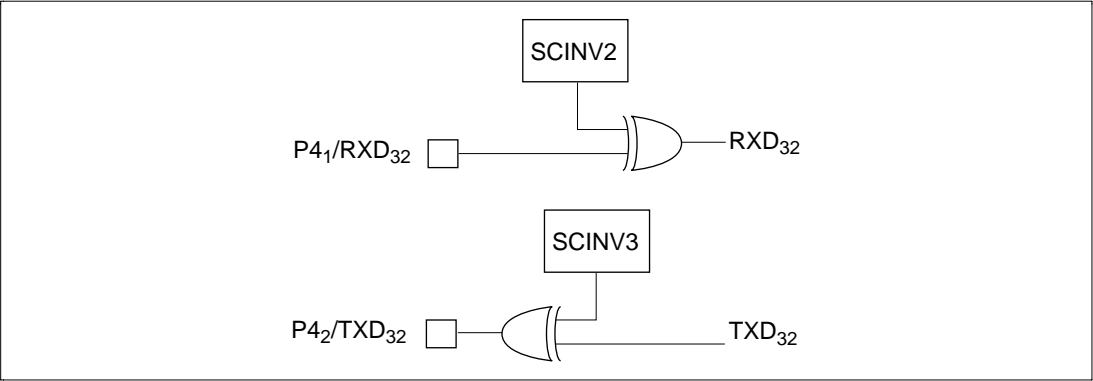 SCINV2
P4₁/RXD₃₂ RXD₃₂
SCINV3
P4₂/TXD₃₂ TXD₃₂